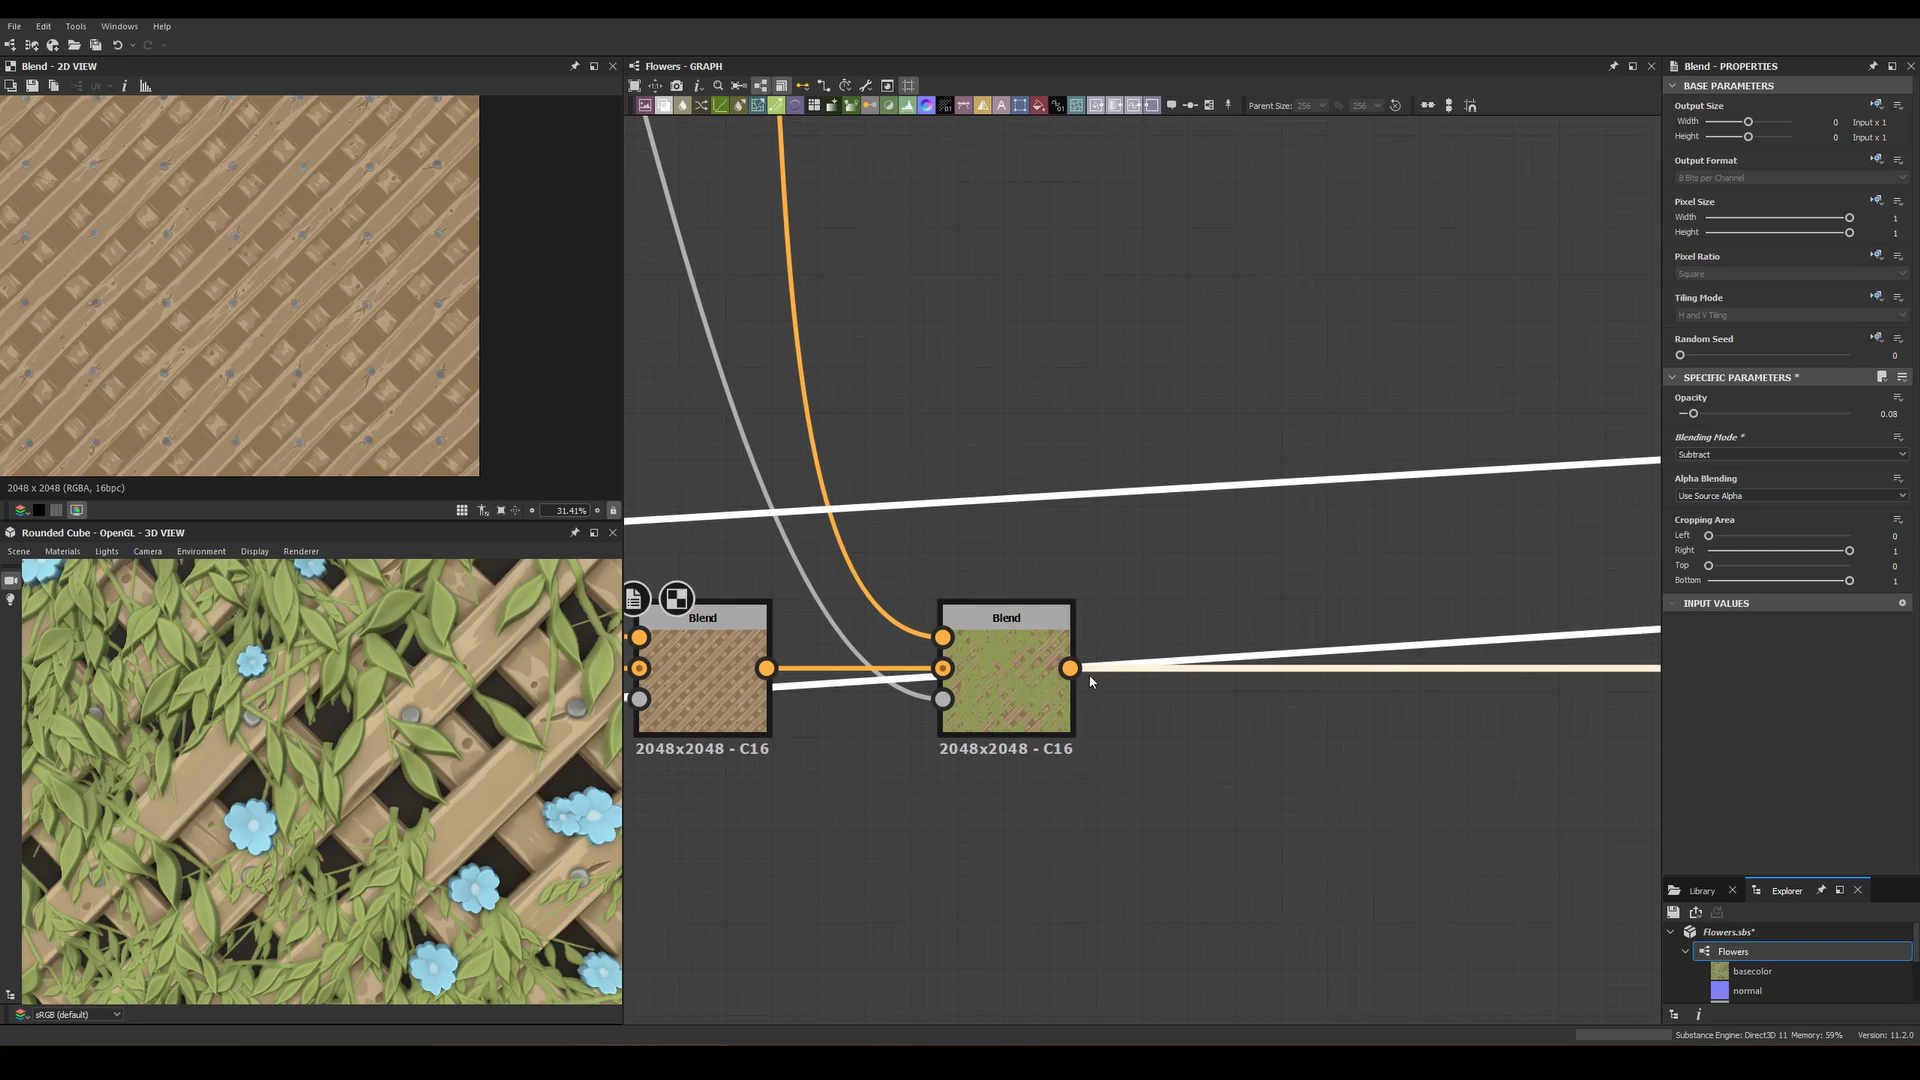 File Edit Tools Windows Help
Blend - 2D VIEW
UV
2048 x 2048 (RGBA, 16bpc)
31.41%
Rounded Cube - OpenGL - 3D VIEW
Scene Materials Lights Camera Environment Display Renderer
sRGB (default)
Flowers - GRAPH
Parent Size: 256 256
Blend
2048x2048 - C16
Blend
2048x2048 - C16
Blend - PROPERTIES
BASE PARAMETERS
Output Size
Width 0 Input x 1
Height 0 Input x 1
Output Format
8 Bits per Channel
Pixel Size
Width 1
Height 1
Pixel Ratio
Square
Tiling Mode
H and V Tiling
Random Seed
0
SPECIFIC PARAMETERS *
Opacity
0.08
Blending Mode *
Subtract
Alpha Blending
Use Source Alpha
Cropping Area
Left 0
Right 1
Top 0
Bottom 1
INPUT VALUES
Library Explorer
Flowers.sbs*
Flowers
basecolor
normal
Substance Engine: Direct3D 11 Memory: 59% Version: 11.2.0